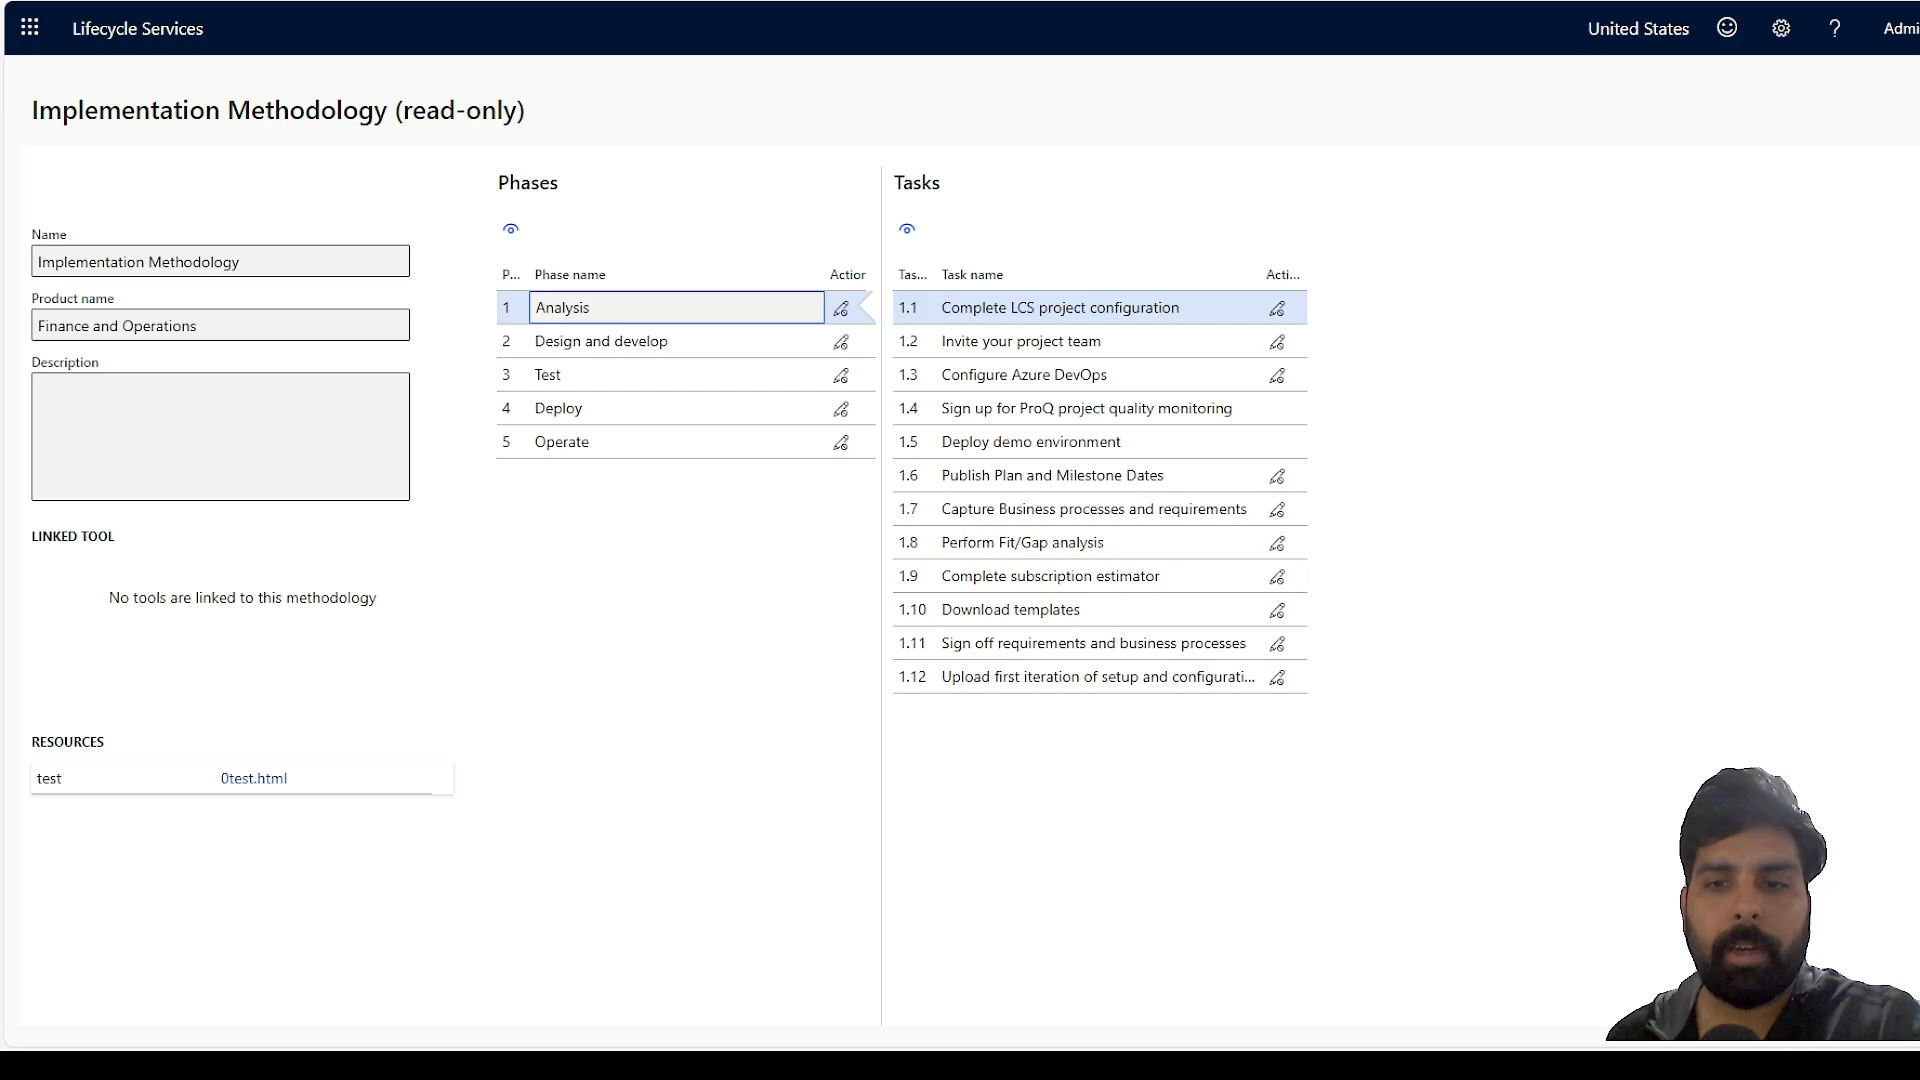 Lifecycle Services
United States
?
Admi
Implementation Methodology (read-only)
Name
Implementation Methodology
Product name
Finance and Operations
Description
LINKED TOOL
No tools are linked to this methodology
RESOURCES
test 0test.html
Phases
P... Phase name Action
1 Analysis
2 Design and develop
3 Test
4 Deploy
5 Operate
Tasks
Tas... Task name Acti...
1.1 Complete LCS project configuration
1.2 Invite your project team
1.3 Configure Azure DevOps
1.4 Sign up for ProQ project quality monitoring
1.5 Deploy demo environment
1.6 Publish Plan and Milestone Dates
1.7 Capture Business processes and requirements
1.8 Perform Fit/Gap analysis
1.9 Complete subscription estimator
1.10 Download templates
1.11 Sign off requirements and business processes
1.12 Upload first iteration of setup and configurati...